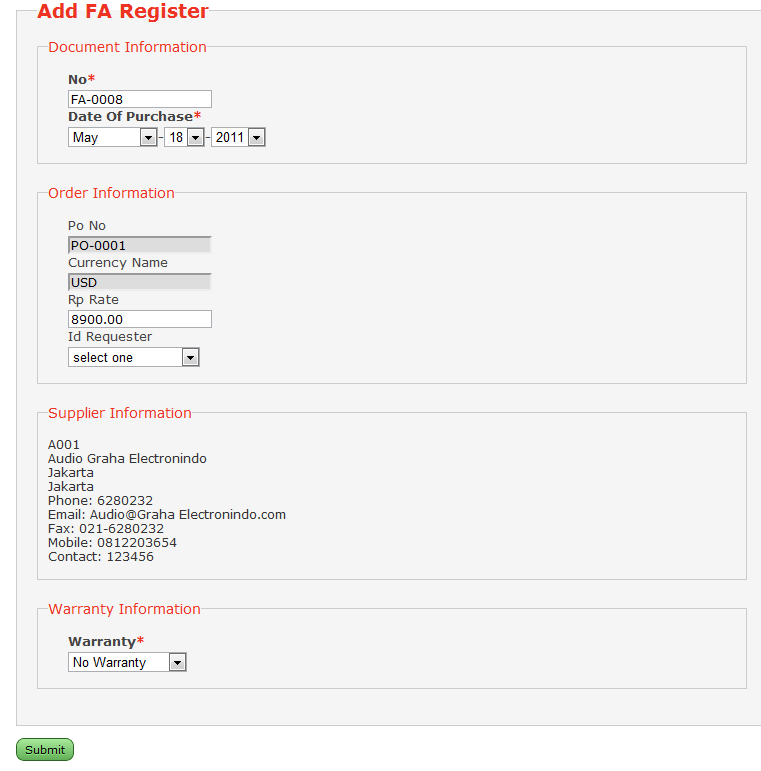 Add FA Register
Document Information
No*
FA-0008
Date Of Purchase*
May - 18 - 2011
Order Information
Po No
PO-0001
Currency Name
USD
Rp Rate
8900.00
Id Requester
select one
Supplier Information
A001
Audio Graha Electronindo
Jakarta
Jakarta
Phone: 6280232
Email: Audio@Graha Electronindo.com
Fax: 021-6280232
Mobile: 0812203654
Contact: 123456
Warranty Information
Warranty*
No Warranty
Submit